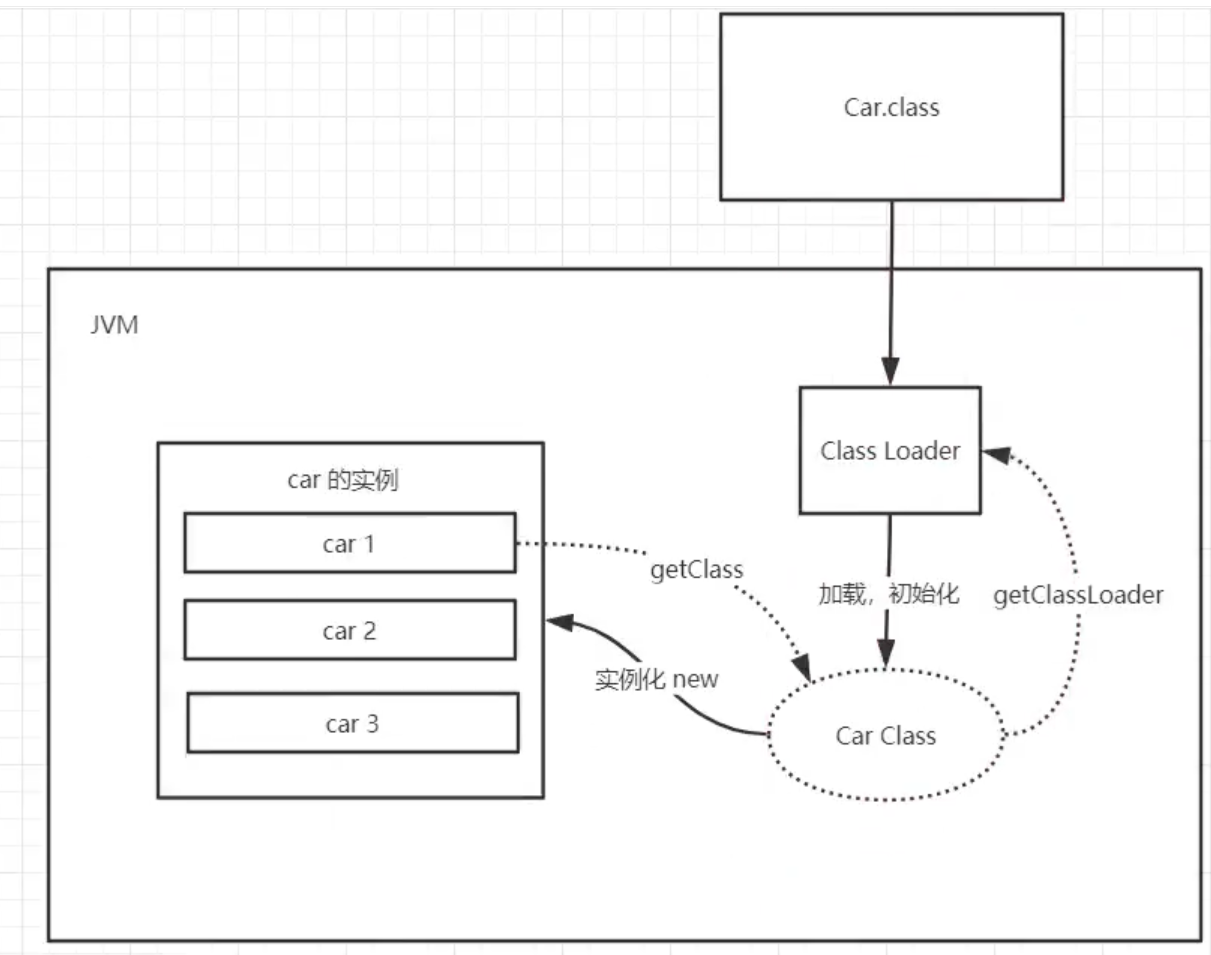 Car.class
JVM
Class Loader
car 的实例
car 1
getClass
加载，初始化
getClassLoader
car 2
实例化 new
car 3
Car Class